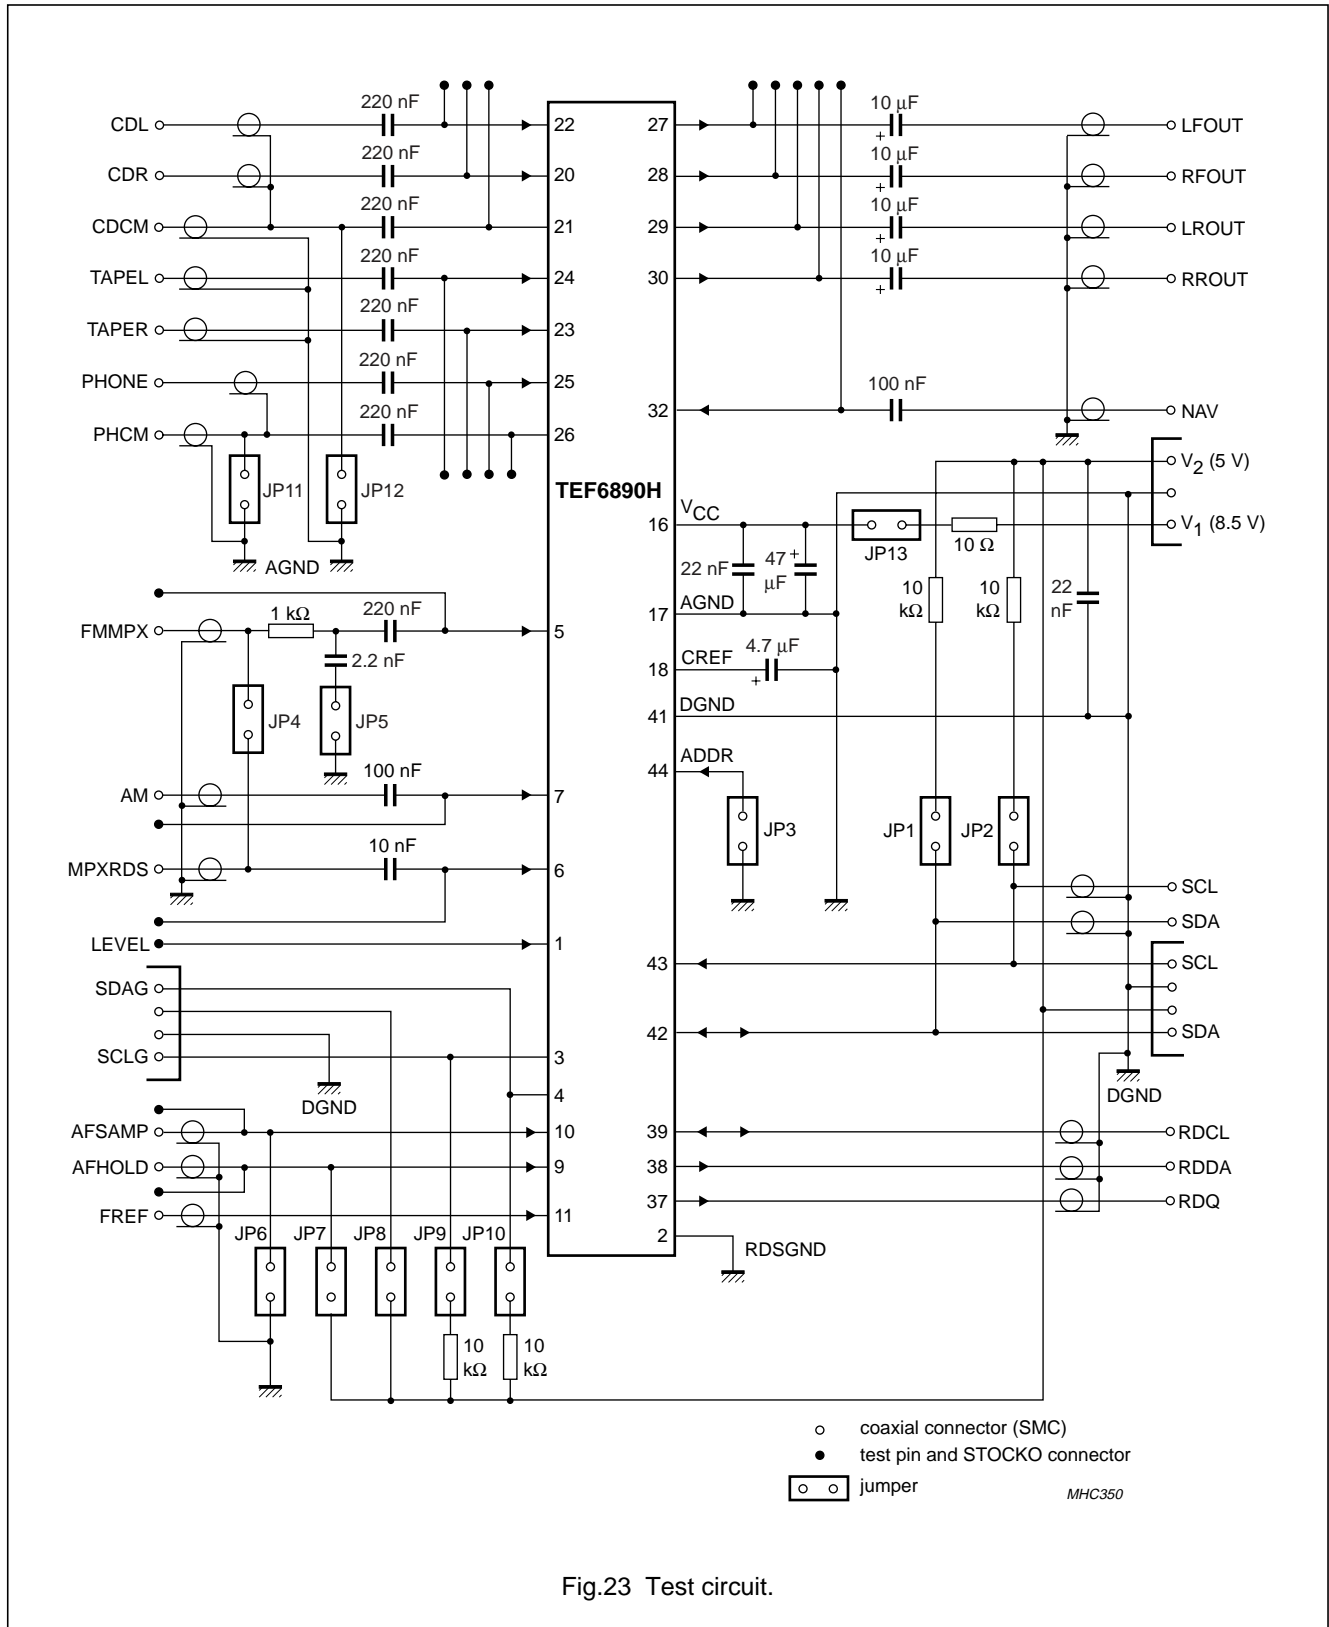 220 nF
10 μF
CDL
22
27
+
LFOUT
220 nF
10 μF
CDR
20
28
+
RFOUT
220 nF
10 μF
CDCM
21
29
+
LROUT
220 nF
10 μF
TAPEL
24
30
+
RROUT
220 nF
TAPER
23
220 nF
100 nF
PHONE
25
32
NAV
220 nF
PHCM
26
V2 (5 V)
JP11
JP12
TEF6890H
VCC
16
V1 (8.5 V)
JP13
10 Ω
AGND
22 nF
47 +
μF
10
kΩ
10
kΩ
22
nF
AGND
17
220 nF
1 kΩ
FMMPX
5
2.2 nF
4.7 μF
CREF
18
+
DGND
41
JP4
JP5
ADDR
44
100 nF
AM
7
JP3
JP1
JP2
10 nF
MPXRDS
6
SCL
SDA
LEVEL
1
43
SCL
SDAG
42
SDA
SCLG
3
DGND
4
DGND
AFSAMP
10
39
RDCL
AFHOLD
9
38
RDDA
FREF
11
37
RDQ
JP6
JP7
JP8
JP9
JP10
2
RDSGND
10
kΩ
10
kΩ
coaxial connector (SMC)
test pin and STOCKO connector
jumper
MHC350
Fig.23 Test circuit.